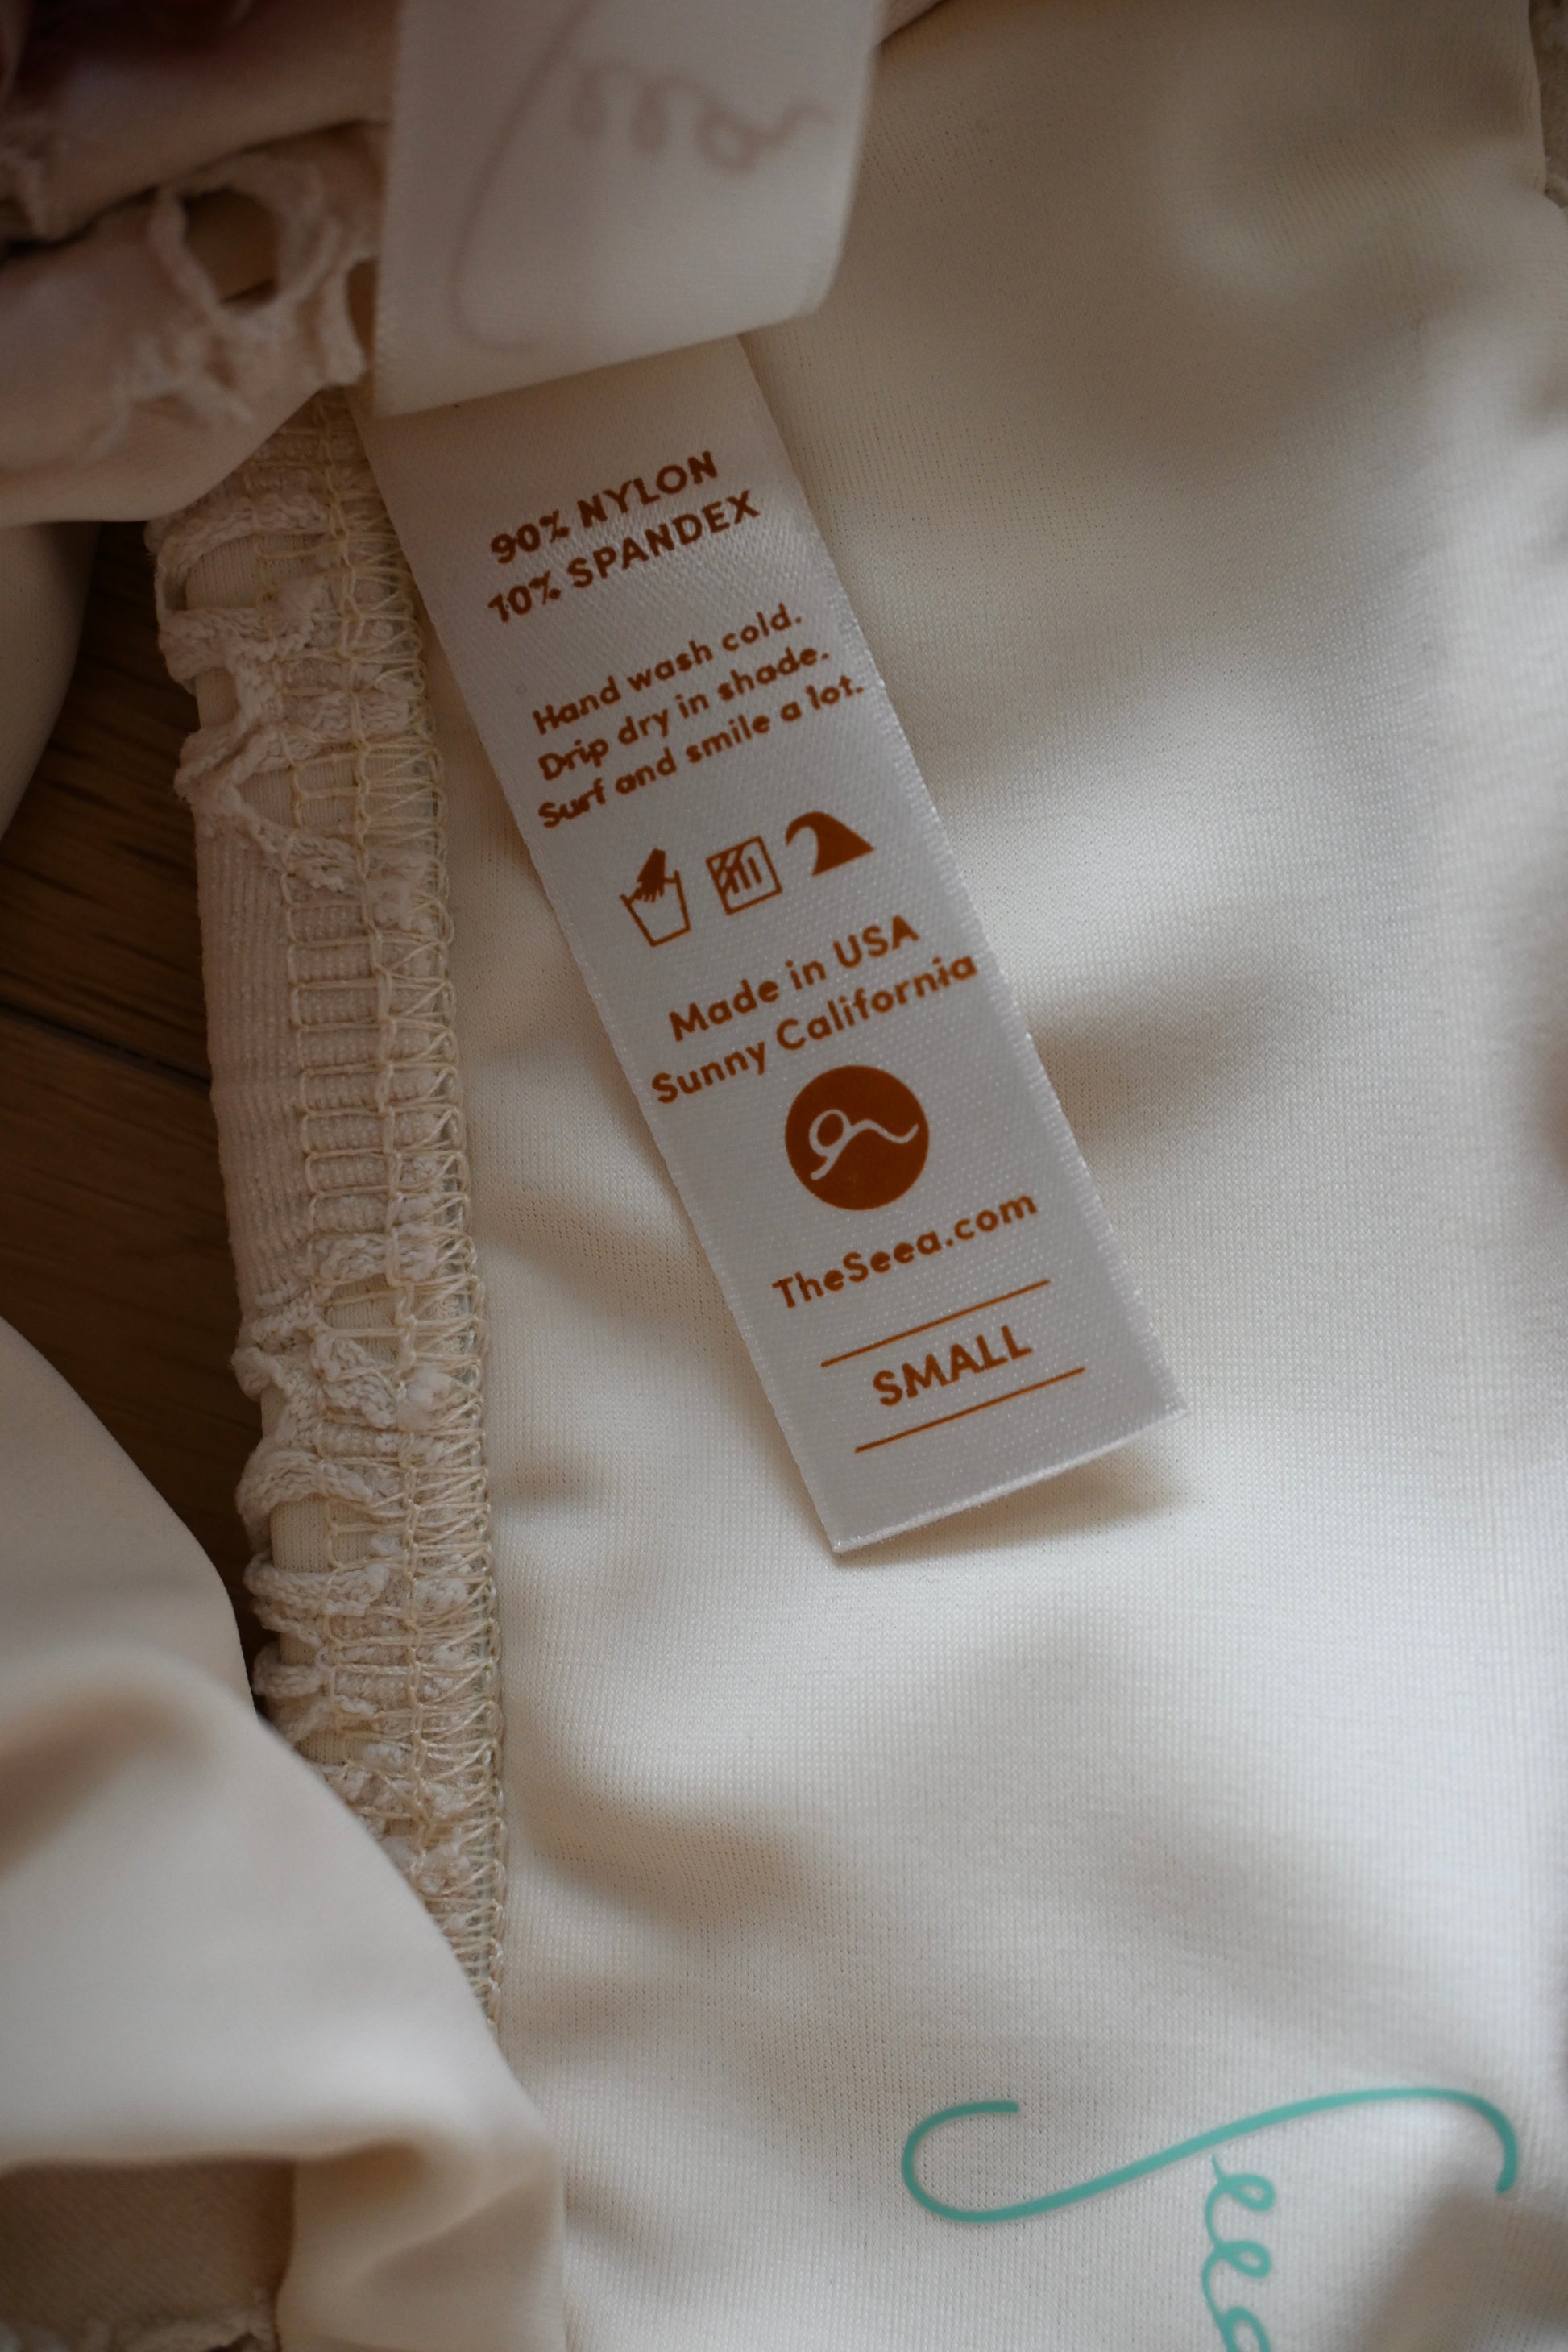 90% NYLON
10% SPANDEX
Hand wash cold.
Drip dry in shade.
Surf and smile a lot.
Made in USA
Sunny California
TheSeea.com
SMALL
Seea